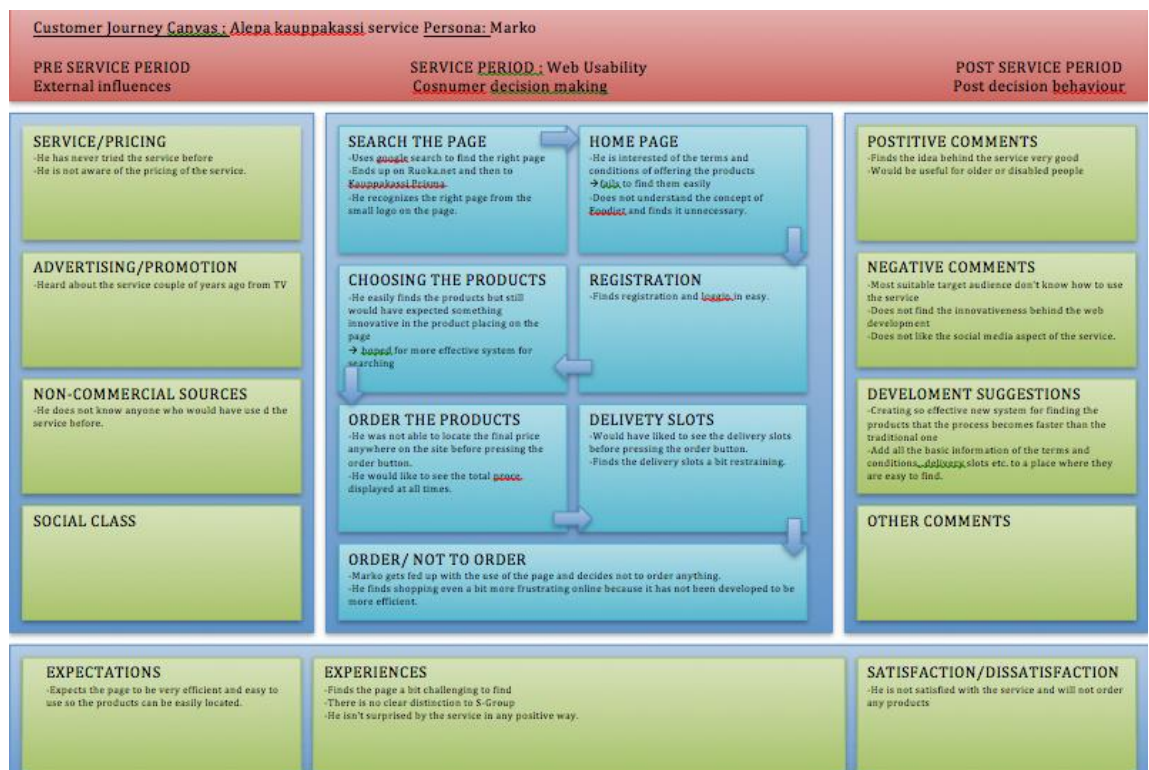 Customer Journey Canvas : Alepa kauppakassi service Persona: Marko
PRE SERVICE PERIOD
External influences
SERVICE PERIOD : Web Usability
Cosnumer decision making
POST SERVICE PERIOD
Post decision behaviour
SERVICE/PRICING
-He has never tried the service before
-He is not aware of the pricing of the service.
ADVERTISING/PROMOTION
-Heard about the service couple of years ago from TV
NON-COMMERCIAL SOURCES
-He does not know anyone who would have use d the
service before.
SOCIAL CLASS
SEARCH THE PAGE
-Uses google search to find the right page
-Ends up on Ruoka.net and then to
Kauppakassi Prisma.
-He recognizes the right page from the
small logo on the page.
HOME PAGE
-He is interested of the terms and
conditions of offering the products
→ fails to find them easily
-Does not understand the concept of
Foodiet and finds it unnecessary.
CHOOSING THE PRODUCTS
-He easily finds the products but still
would have expected something
innovative in the product placing on the
page
→ hoped for more effective system for
searching
REGISTRATION
-Finds registration and loggin in easy.
ORDER THE PRODUCTS
-He was not able to locate the final price
anywhere on the site before pressing the
order button.
-He would like to see the total proce
displayed at all times.
DELIVETY SLOTS
-Would have liked to see the delivery slots
before pressing the order button.
-Finds the delivery slots a bit restraining.
ORDER/ NOT TO ORDER
-Marko gets fed up with the use of the page and decides not to order anything.
-He finds shopping even a bit more frustrating online because it has not been developed to be
more efficient.
POSTITIVE COMMENTS
-Finds the idea behind the service very good
-Would be useful for older or disabled people
NEGATIVE COMMENTS
-Most suitable target audience don't know how to use
the service
-Does not find the innovativeness behind the web
development
-Does not like the social media aspect of the service.
DEVELOMENT SUGGESTIONS
-Creating so effective new system for finding the
products that the process becomes faster than the
traditional one
-Add all the basic information of the terms and
conditions, delivery slots etc. to a place where they
are easy to find.
OTHER COMMENTS
EXPECTATIONS
-Expects the page to be very efficient and easy to
use so the products can be easily located.
EXPERIENCES
-Finds the page a bit challenging to find
-There is no clear distinction to S-Group
-He isn't surprised by the service in any positive way.
SATISFACTION/DISSATISFACTION
-He is not satisfied with the service and will not order
any products